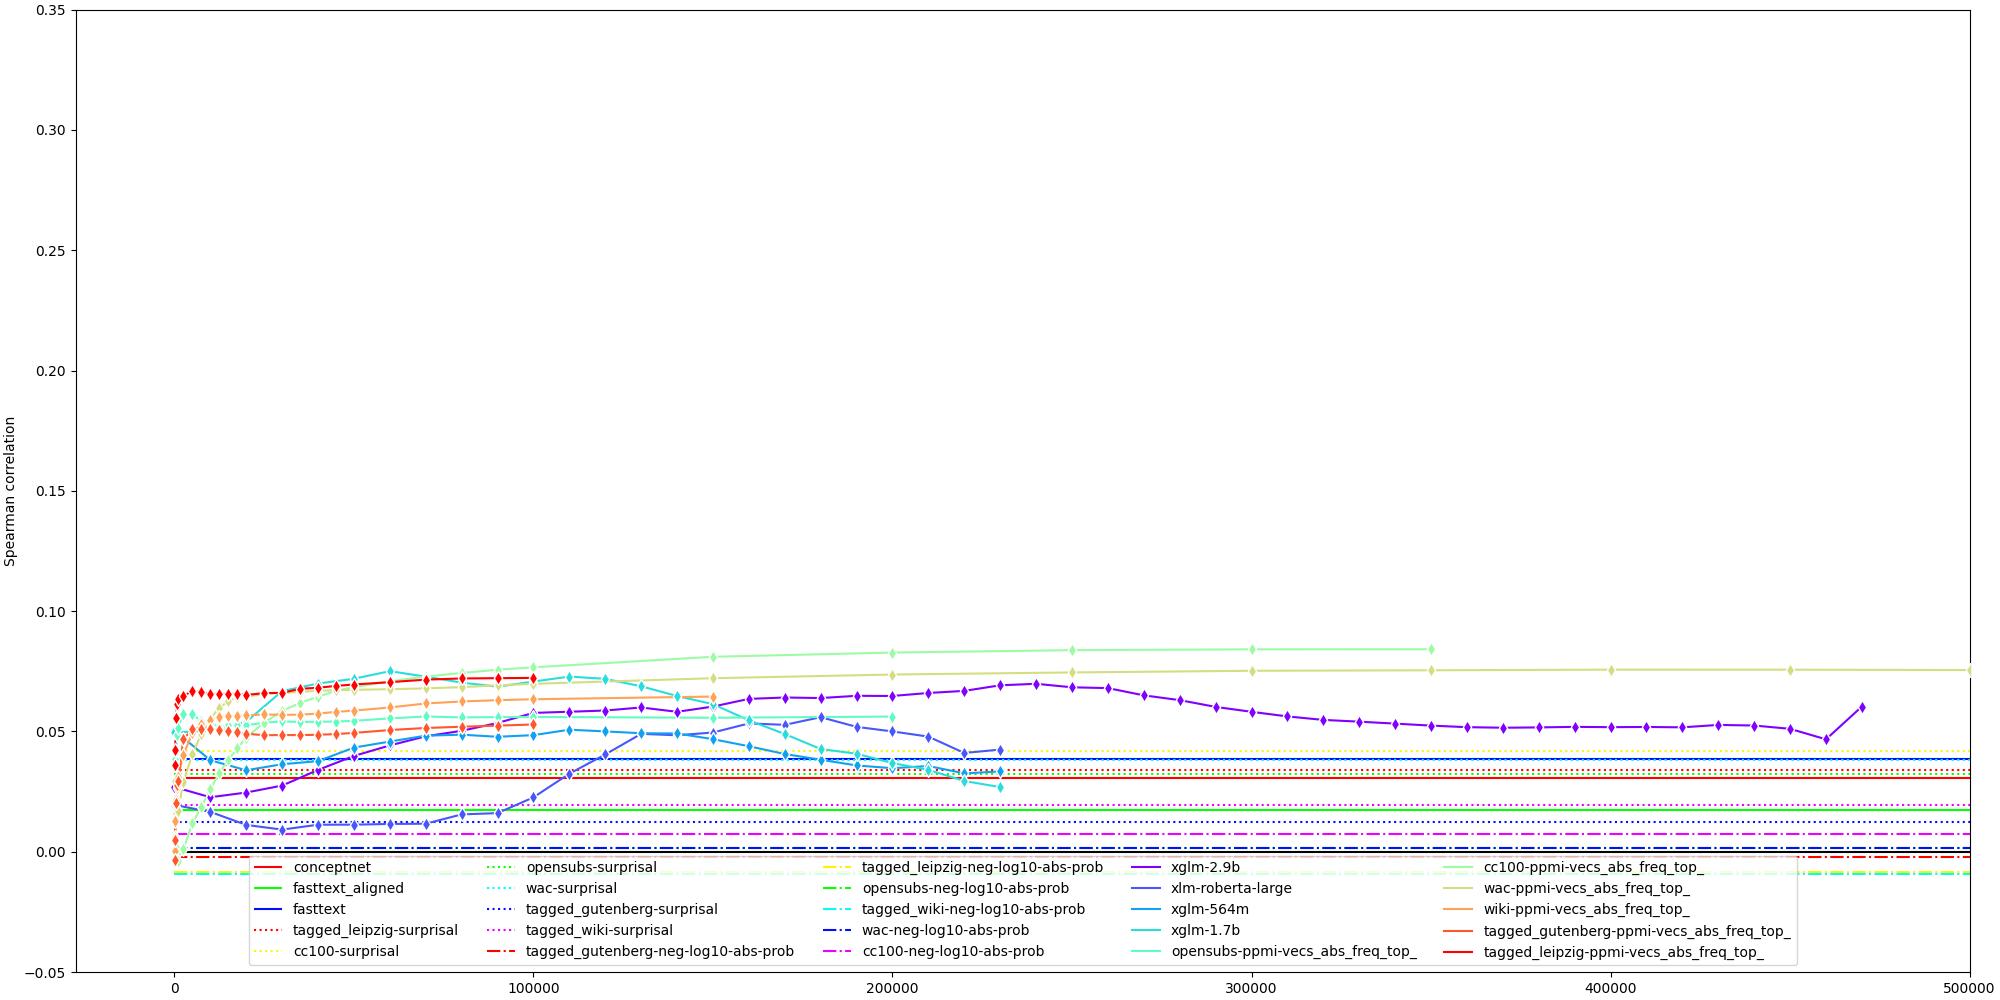 0.35
0.30
0.25
0.20
0.15
0.10
0.05
0.00
−0.05
Spearman correlation
conceptnet
fasttext_aligned
fasttext
tagged_leipzig-surprisal
cc100-surprisal
opensubs-surprisal
wac-surprisal
tagged_gutenberg-surprisal
tagged_wiki-surprisal
tagged_gutenberg-neg-log10-abs-prob
tagged_leipzig-neg-log10-abs-prob
opensubs-neg-log10-abs-prob
tagged_wiki-neg-log10-abs-prob
wac-neg-log10-abs-prob
cc100-neg-log10-abs-prob
xglm-2.9b
xlm-roberta-large
xglm-564m
xglm-1.7b
opensubs-ppmi-vecs_abs_freq_top_
cc100-ppmi-vecs_abs_freq_top_
wac-ppmi-vecs_abs_freq_top_
wiki-ppmi-vecs_abs_freq_top_
tagged_gutenberg-ppmi-vecs_abs_freq_top_
tagged_leipzig-ppmi-vecs_abs_freq_top_
0
100000
200000
300000
400000
500000